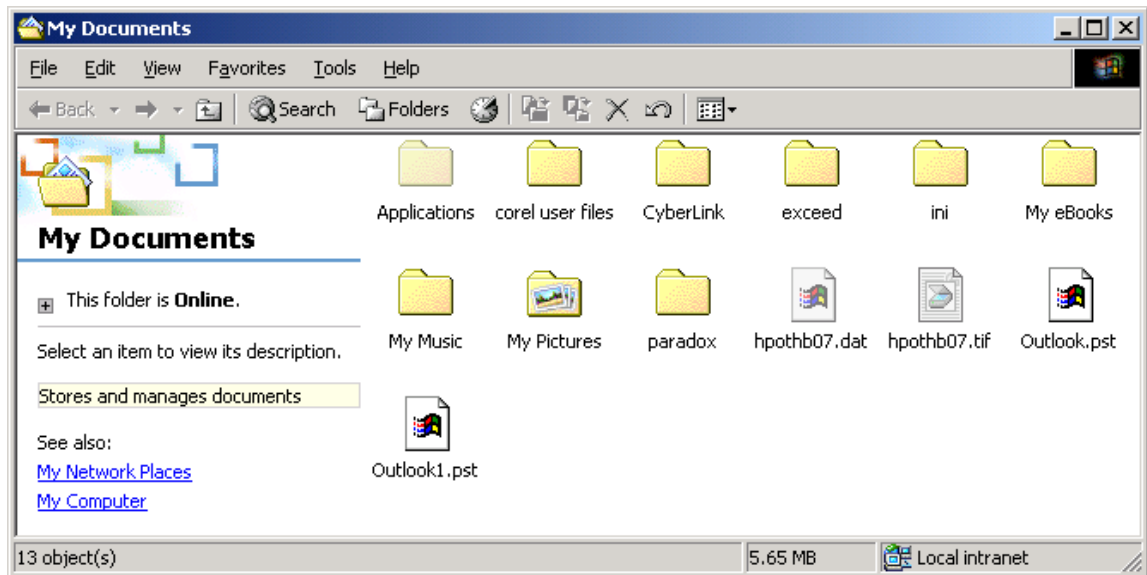 My Documents
File Edit View Favorites Tools Help
Back Search Folders
My Documents
This folder is Online.
Select an item to view its description.
Stores and manages documents
See also:
My Network Places
My Computer
Applications corel user files CyberLink exceed ini My eBooks
My Music My Pictures paradox hpothb07.dat hpothb07.tif Outlook.pst
Outlook1.pst
13 object(s) 5.65 MB Local intranet